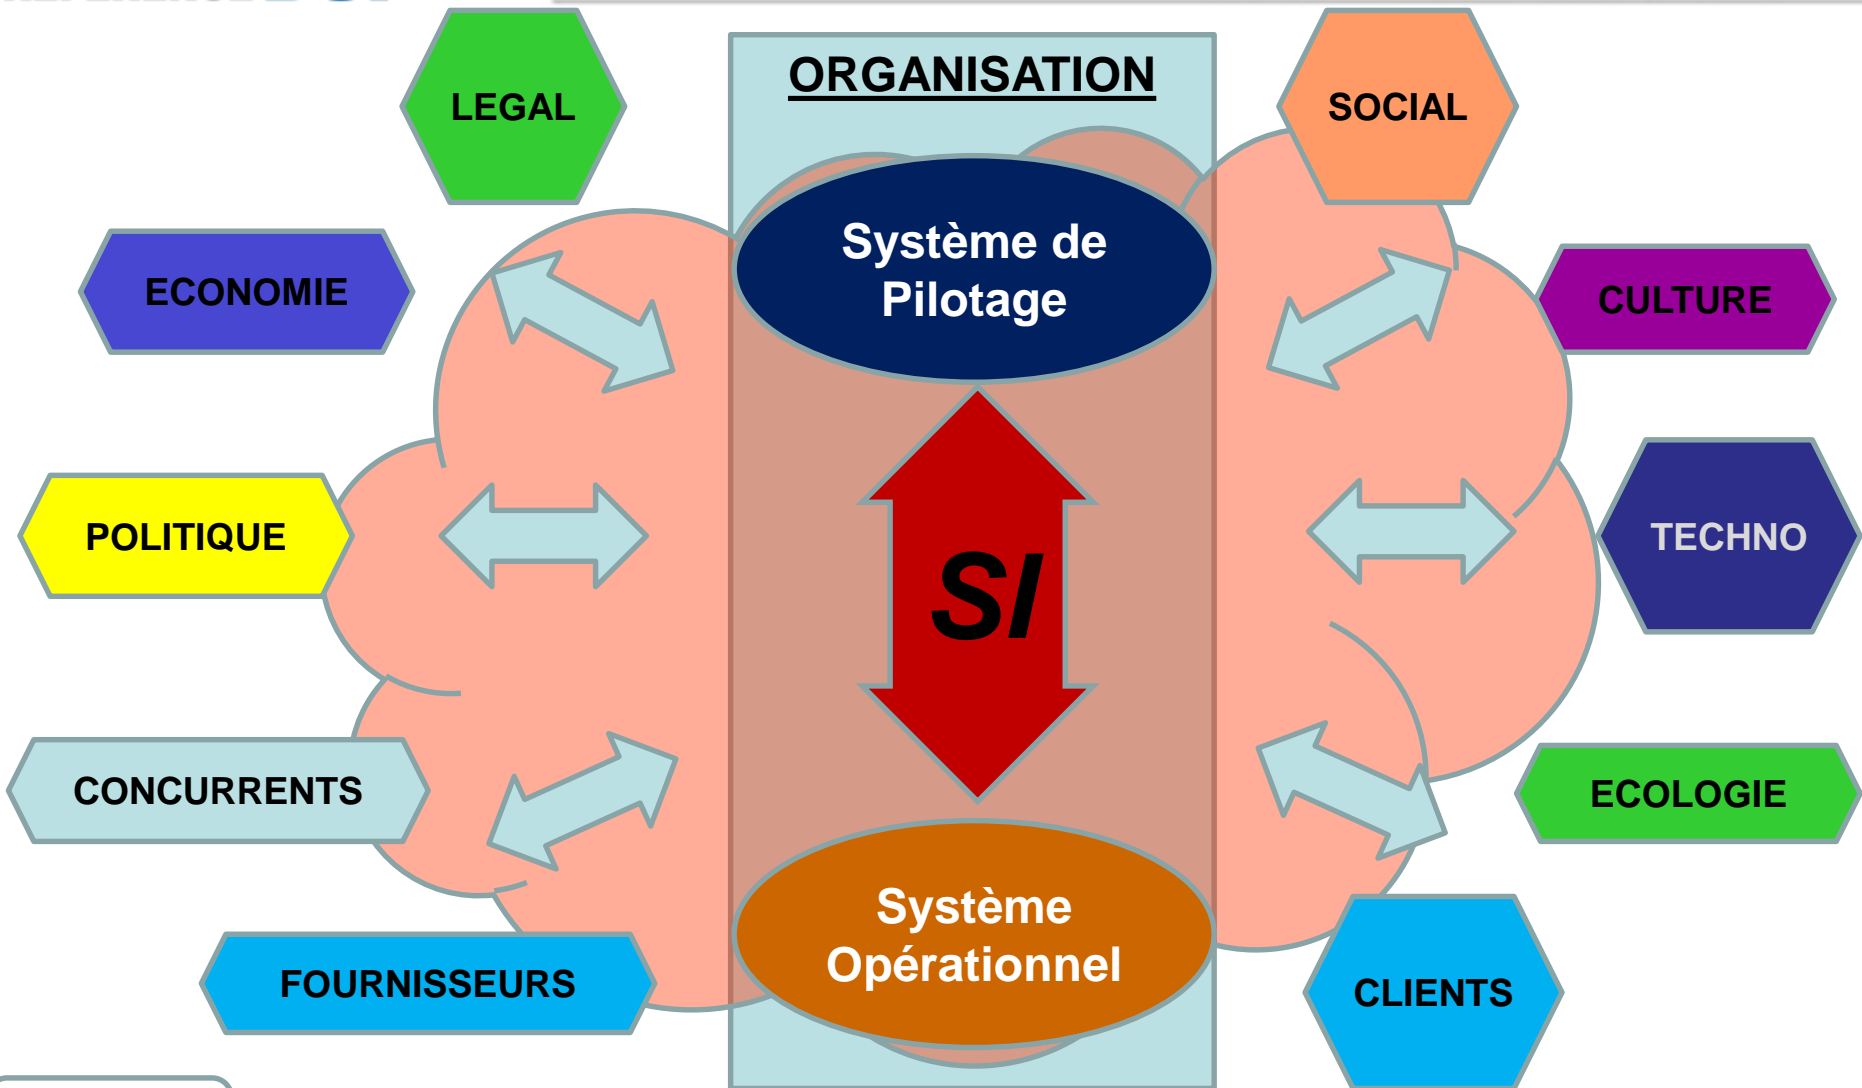 ORGANISATION
LEGAL
SOCIAL
Système de
Pilotage
ECONOMIE
CULTURE
POLITIQUE
TECHNO
SI
CONCURRENTS
ECOLOGIE
Système
Opérationnel
FOURNISSEURS
CLIENTS